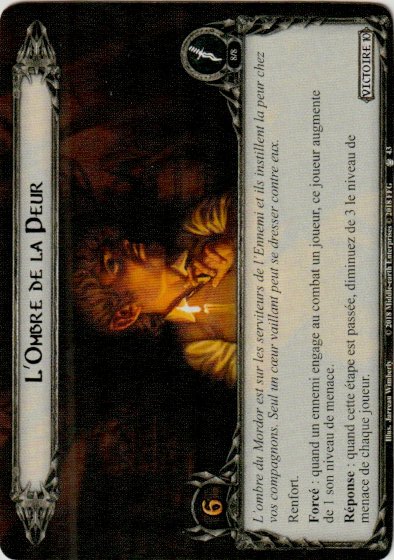 L'OMBRE DE LA PEUR
8/8
6
L'ombre du Mordor est sur les serviteurs de l'Ennemi et ils instillent la peur chez
vos compagnons. Seul un cœur vaillant peut se dresser contre eux.
Renfort.
Forcé : quand un ennemi engage au combat un joueur, ce joueur augmente
de 1 son niveau de menace.
Réponse : quand cette étape est passée, diminuez de 3 le niveau de
menace de chaque joueur.
VICTOIRE 10
Illus. Jarreau Wimberly
© 2018 Middle-earth Enterprises © 2018 FFG
43